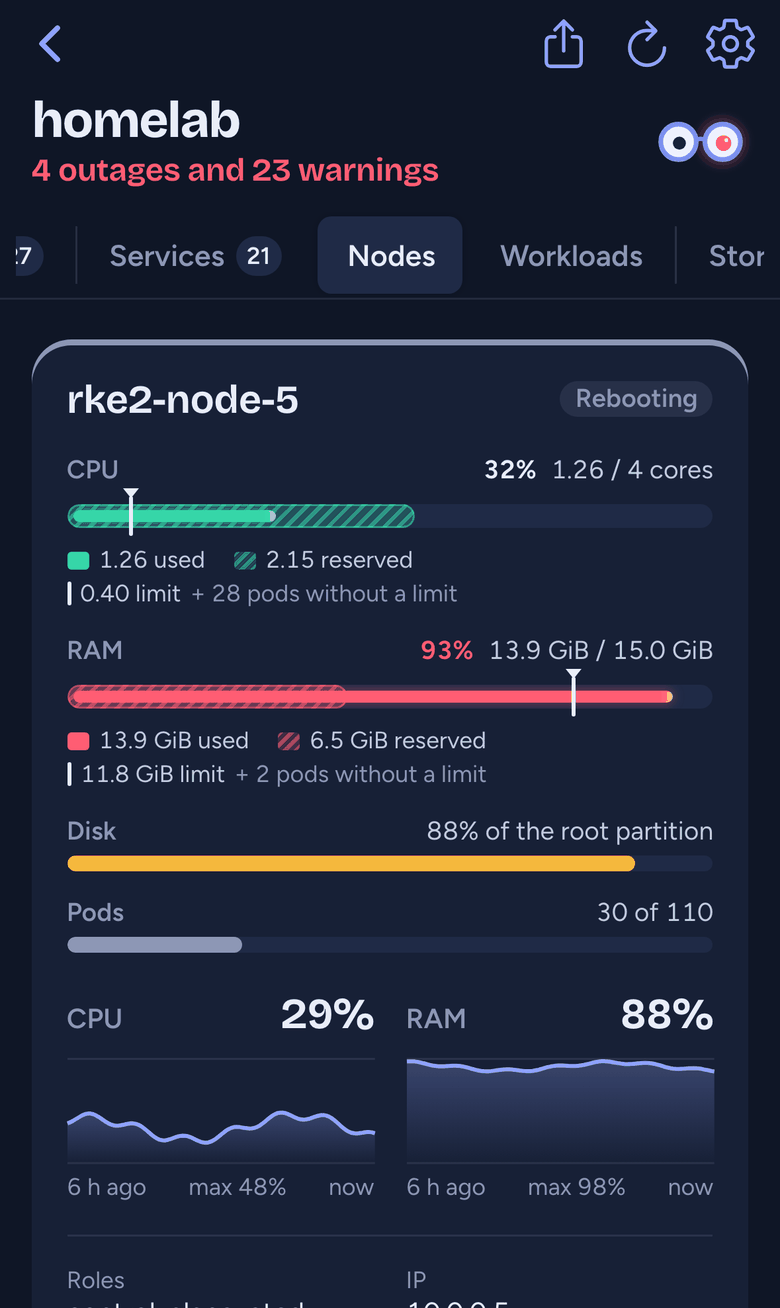 homelab
4 outages and 23 warnings
Services 21
Nodes
Workloads
rke2-node-5
Rebooting
CPU 32% 1.26 / 4 cores
1.26 used 2.15 reserved
0.40 limit + 28 pods without a limit
RAM 93% 13.9 GiB / 15.0 GiB
13.9 GiB used 6.5 GiB reserved
11.8 GiB limit + 2 pods without a limit
Disk 88% of the root partition
Pods 30 of 110
CPU 29% RAM 88%
6 h ago max 48% now 6 h ago max 98% now
Roles IP